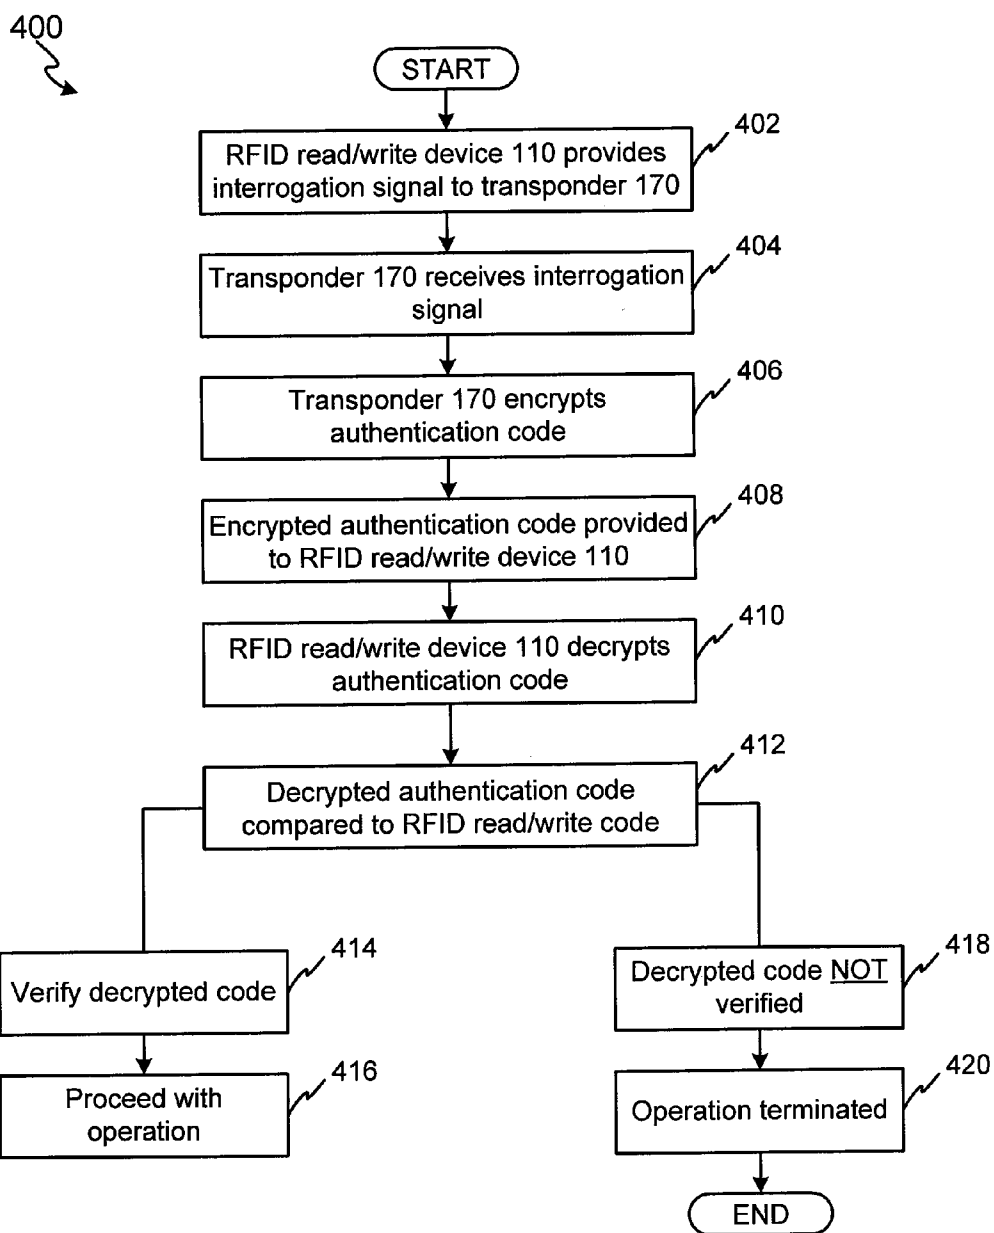 400
START
402
RFID read/write device 110 provides
interrogation signal to transponder 170
404
Transponder 170 receives interrogation
signal
406
Transponder 170 encrypts
authentication code
408
Encrypted authentication code provided
to RFID read/write device 110
410
RFID read/write device 110 decrypts
authentication code
412
Decrypted authentication code
compared to RFID read/write code
414
Verify decrypted code
416
Proceed with
operation
418
Decrypted code NOT
verified
420
Operation terminated
END